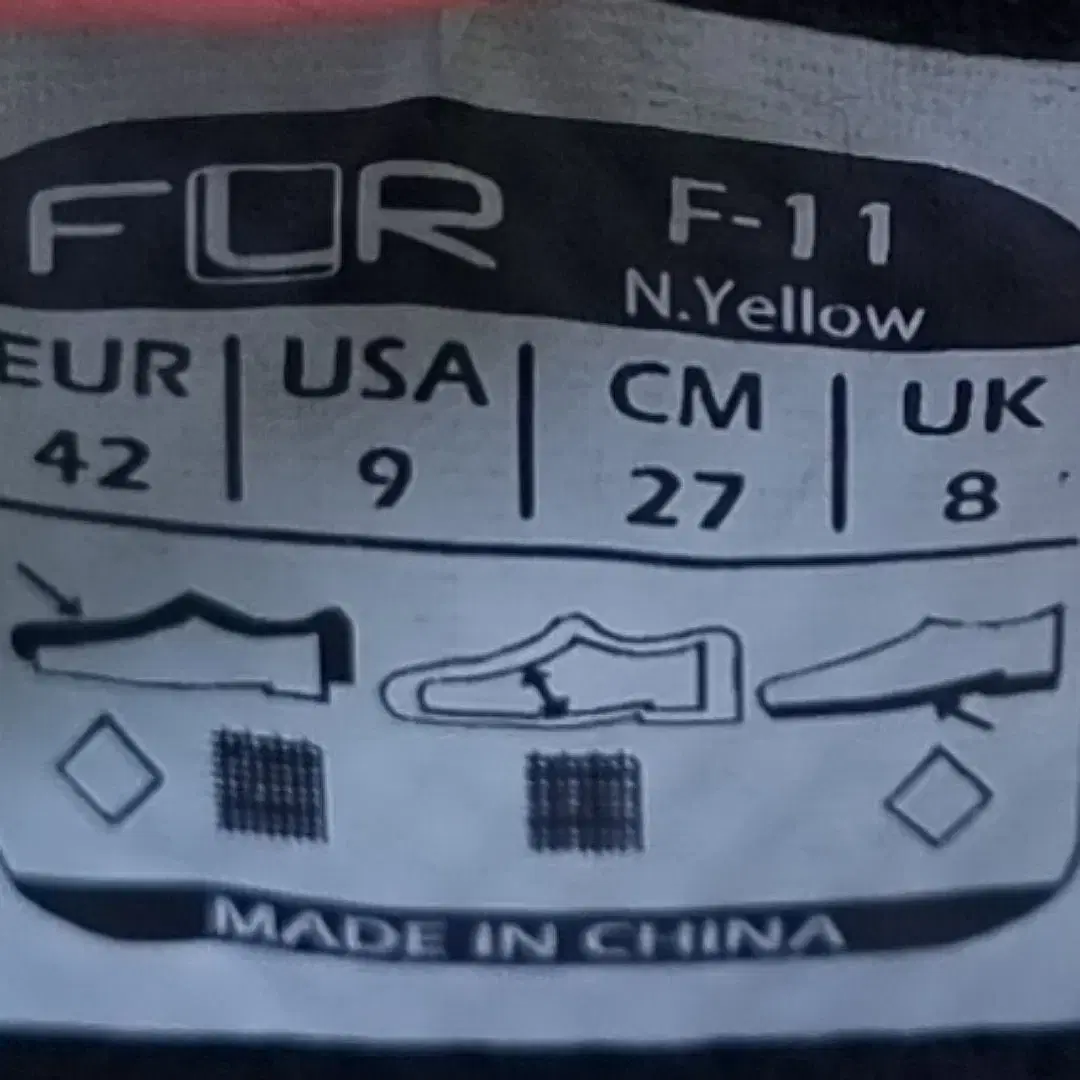 FLR F-11
N.Yellow
EUR USA CM UK
42 9 27 8
MADE IN CHINA